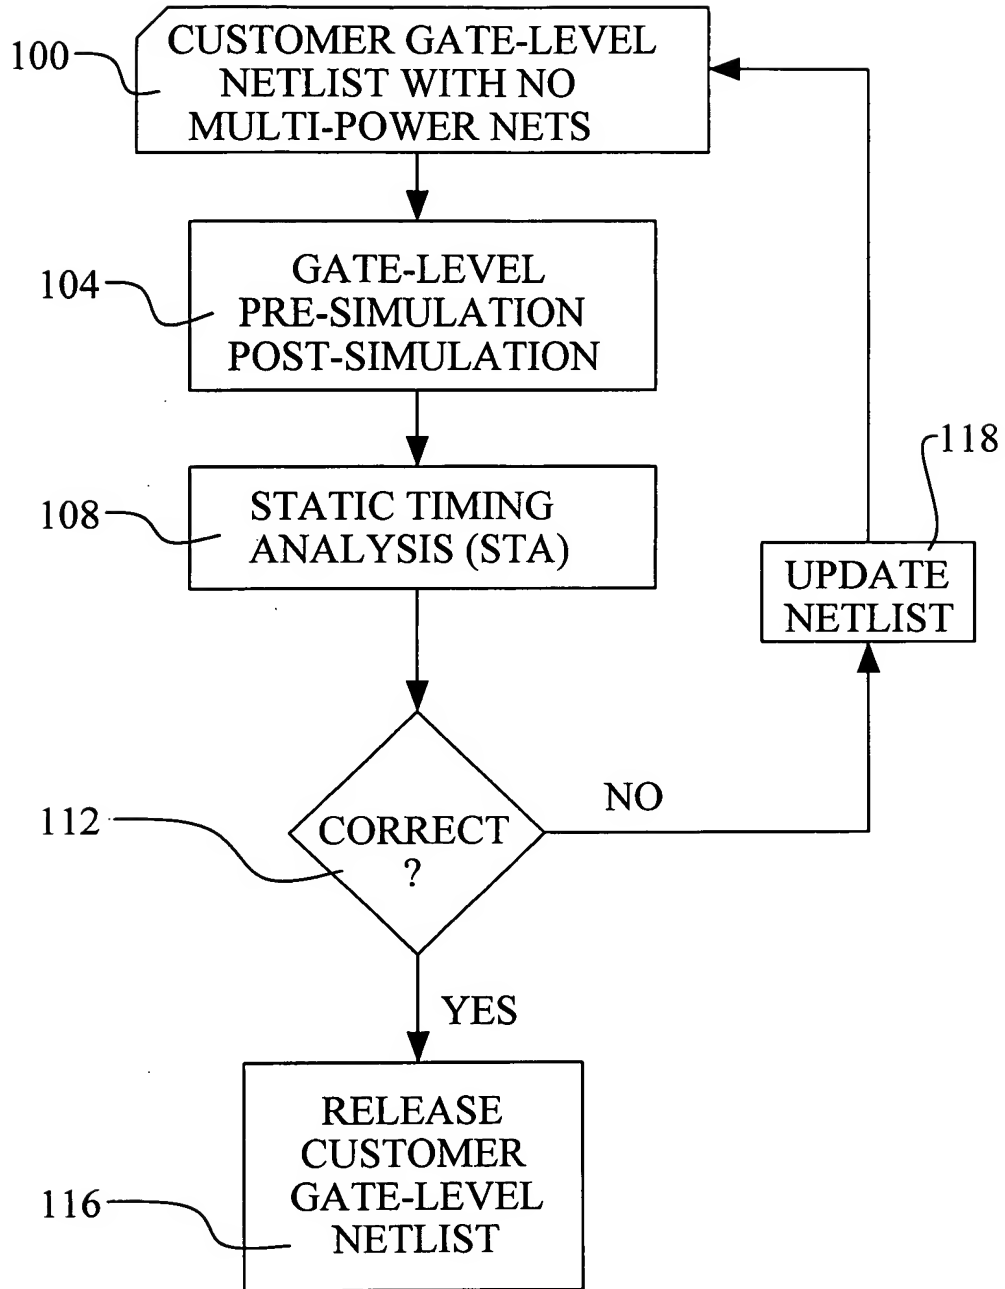 100
CUSTOMER GATE-LEVEL
NETLIST WITH NO
MULTI-POWER NETS
104
GATE-LEVEL
PRE-SIMULATION
POST-SIMULATION
108
STATIC TIMING
ANALYSIS (STA)
118
UPDATE
NETLIST
112
CORRECT
?
NO
YES
116
RELEASE
CUSTOMER
GATE-LEVEL
NETLIST